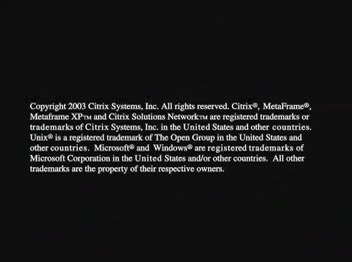 Copyright 2003 Citrix Systems, Inc. All rights reserved. Citrix®, MetaFrame®,
Metaframe XP™ and Citrix Solutions Network™ are registered trademarks or
trademarks of Citrix Systems, Inc. in the United States and other countries.
Unix® is a registered trademark of The Open Group in the United States and
other countries. Microsoft® and Windows® are registered trademarks of
Microsoft Corporation in the United States and/or other countries. All other
trademarks are the property of their respective owners.